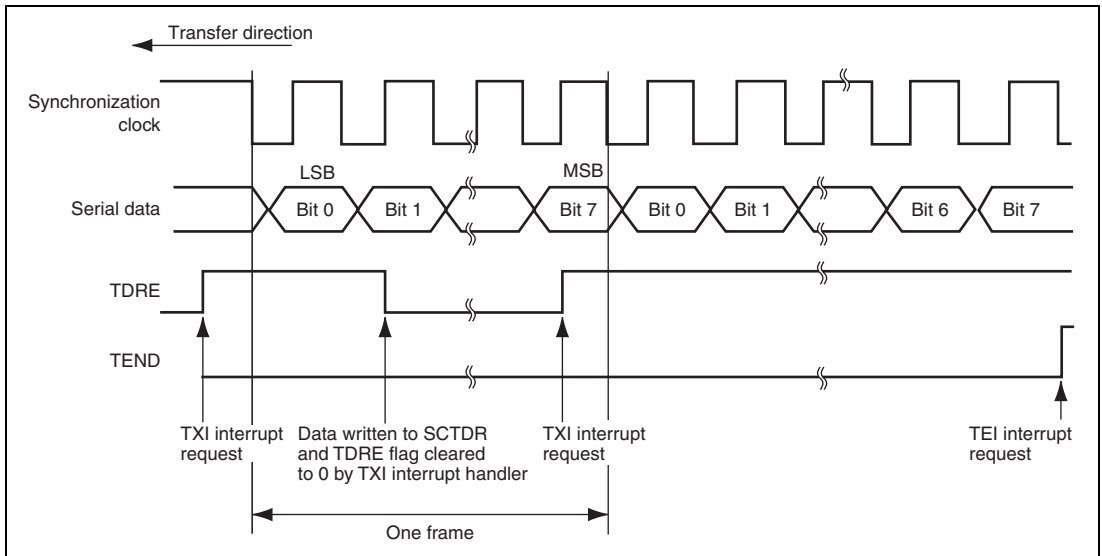 Transfer direction
Synchronization
clock
LSB
MSB
Serial data
Bit 0
Bit 1
Bit 7
Bit 0
Bit 1
Bit 6
Bit 7
TDRE
TEND
TXI interrupt
request
Data written to SCTDR
and TDRE flag cleared
to 0 by TXI interrupt handler
TXI interrupt
request
TEI interrupt
request
One frame